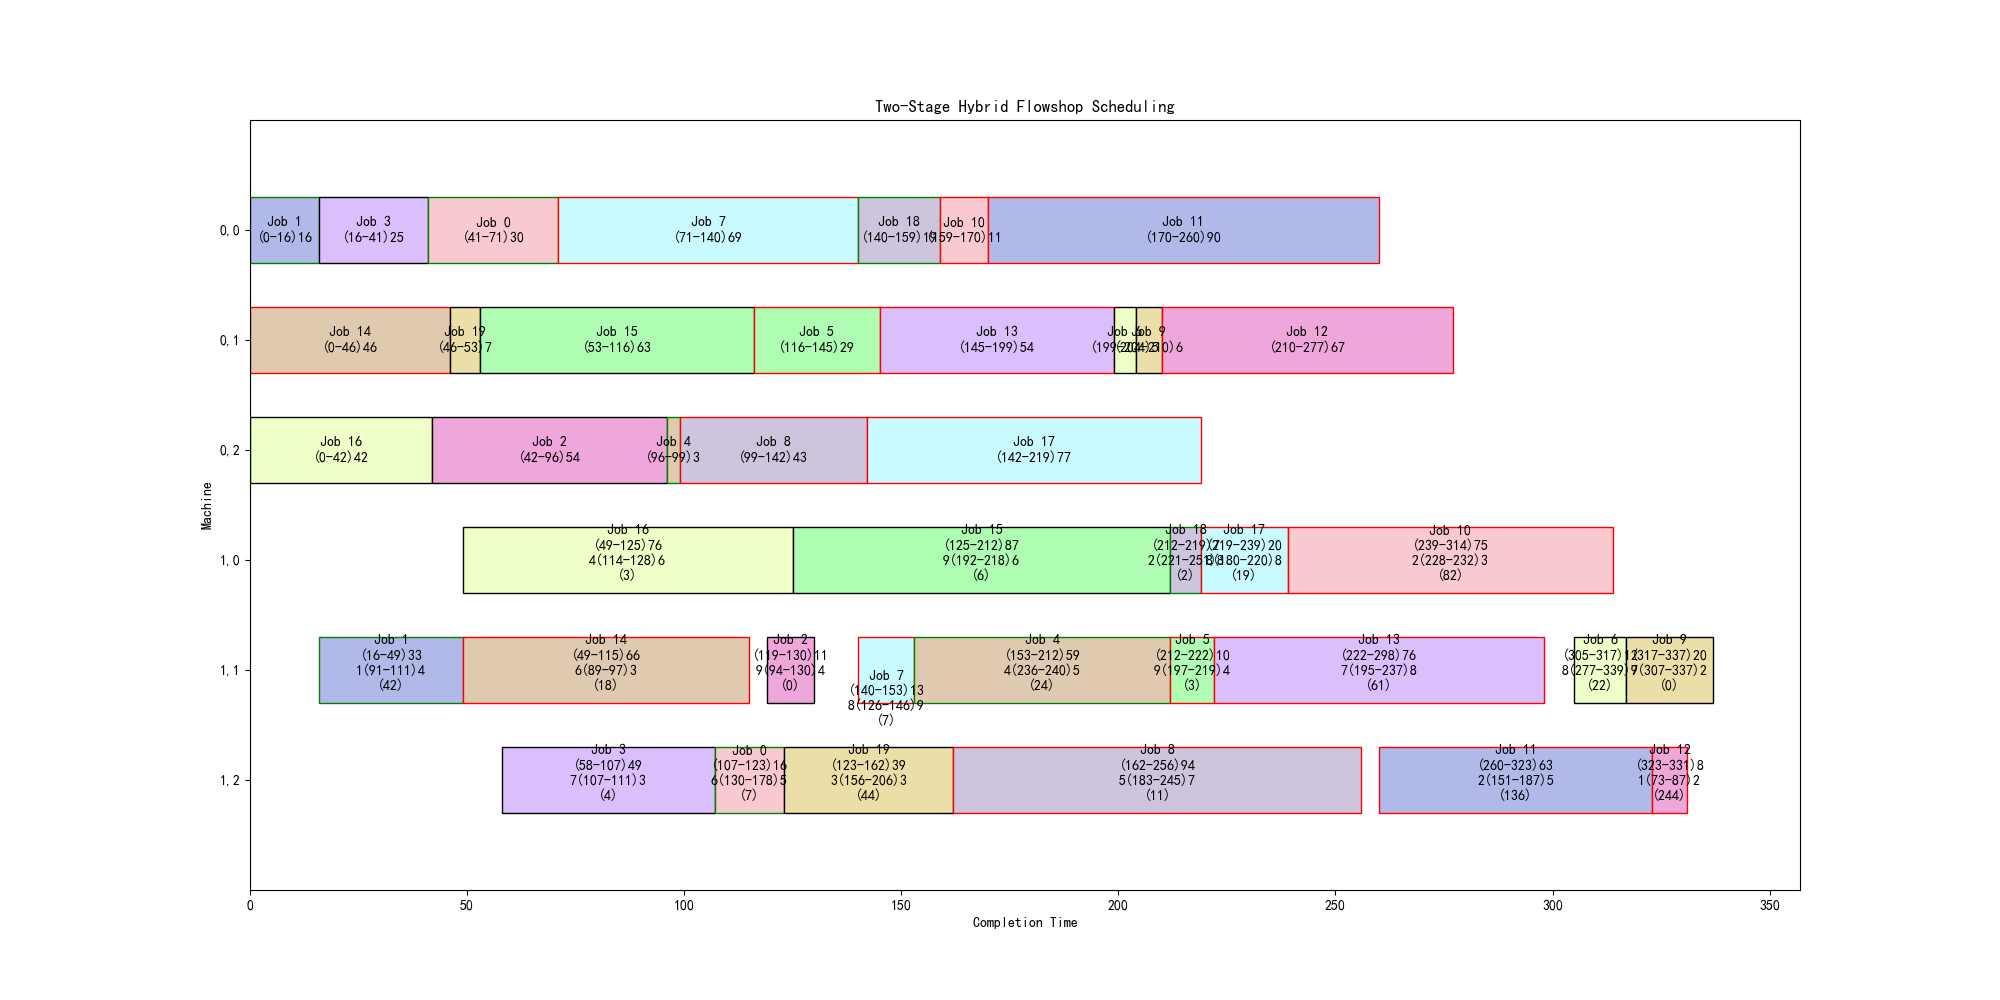 Two-Stage Hybrid Flowshop Scheduling
0,0
Job 1
(0-16)16
Job 3
(16-41)25
Job 0
(41-71)30
Job 7
(71-140)69
Job 18
(140-159)19
Job 10
(159-170)11
Job 11
(170-260)90
0,1
Job 14
(0-46)46
Job 19
(46-53)7
Job 15
(53-116)63
Job 5
(116-145)29
Job 13
(145-199)54
Job 6
(199-204)5
Job 9
(204-210)6
Job 12
(210-277)67
0,2
Job 16
(0-42)42
Job 2
(42-96)54
Job 4
(96-99)3
Job 8
(99-142)43
Job 17
(142-219)77
Machine
1,0
Job 16
(49-125)76
4(114-128)6
(3)
Job 15
(125-212)87
9(192-218)6
(6)
Job 18
(212-219)7
2(221-251)8
(2)
Job 17
(219-239)20
8(180-220)8
(19)
Job 10
(239-314)75
2(228-232)3
(82)
1,1
Job 1
(16-49)33
1(91-111)4
(42)
Job 14
(49-115)66
6(89-97)3
(18)
Job 2
(119-130)11
9(94-130)4
(0)
Job 7
(140-153)13
8(126-146)9
(7)
Job 4
(153-212)59
4(236-240)5
(24)
Job 5
(212-222)10
9(197-219)4
(3)
Job 13
(222-298)76
7(195-237)8
(61)
Job 6
(305-317)12
8(277-339)9
(22)
Job 9
(317-337)20
(307-337)2
(0)
1,2
Job 3
(58-107)49
7(107-111)3
(4)
Job 0
(107-123)16
6(130-178)5
(7)
Job 19
(123-162)39
3(156-206)3
(44)
Job 8
(162-256)94
5(183-245)7
(11)
Job 11
(260-323)63
2(151-187)5
(136)
Job 12
(323-331)8
1(73-87)2
(244)
0
50
100
150
200
250
300
350
Completion Time